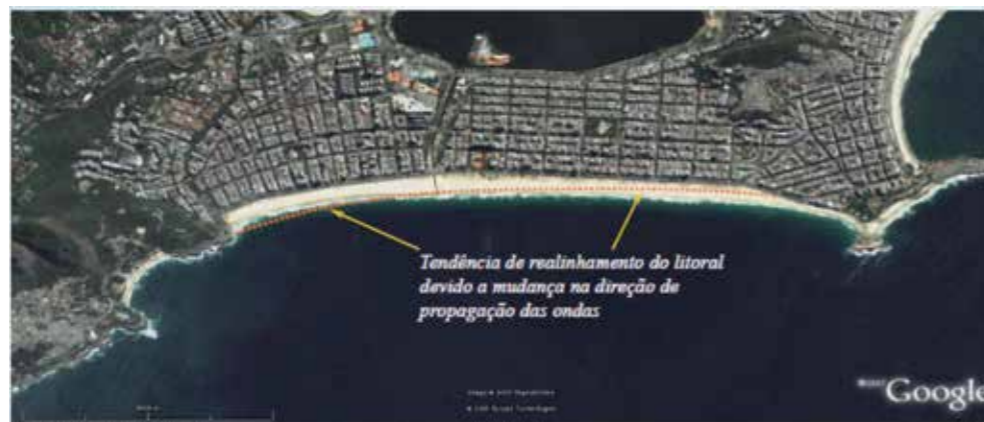 Tendência de realinhamento do litoral
devido a mudança na direção de
propagação das ondas
Google